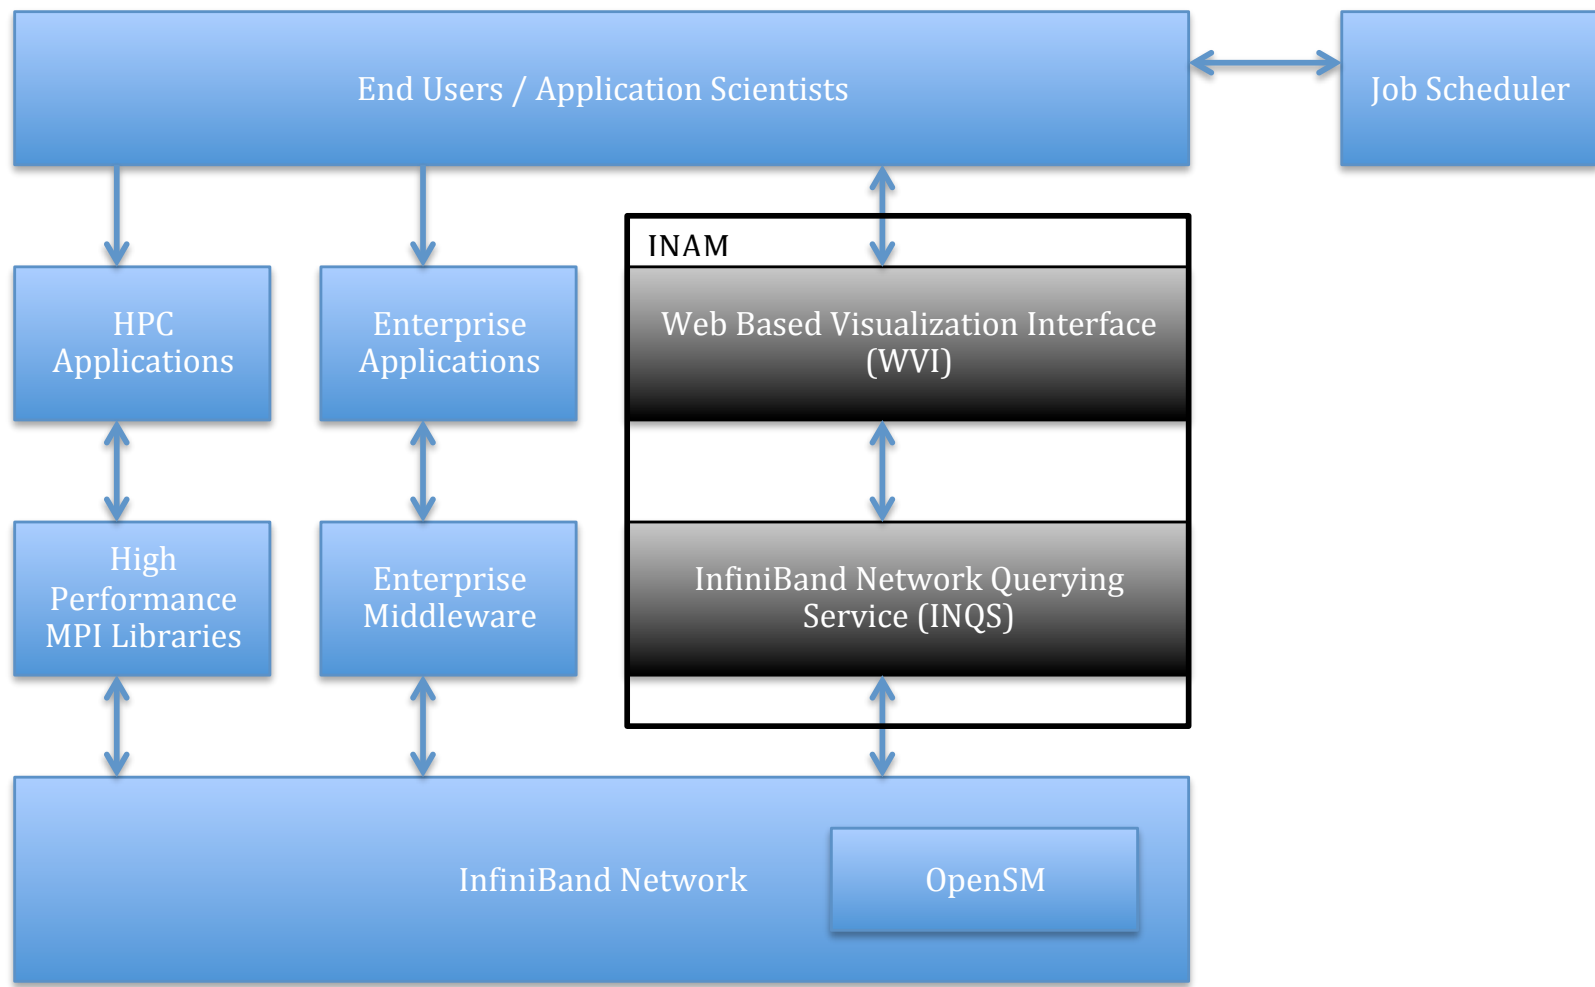 End Users / Application Scientists
Job Scheduler
INAM
HPC
Applications
Enterprise
Applications
Web Based Visualization Interface
(WVI)
High
Performance
MPI Libraries
Enterprise
Middleware
InfiniBand Network Querying
Service (INQS)
InfiniBand Network
OpenSM